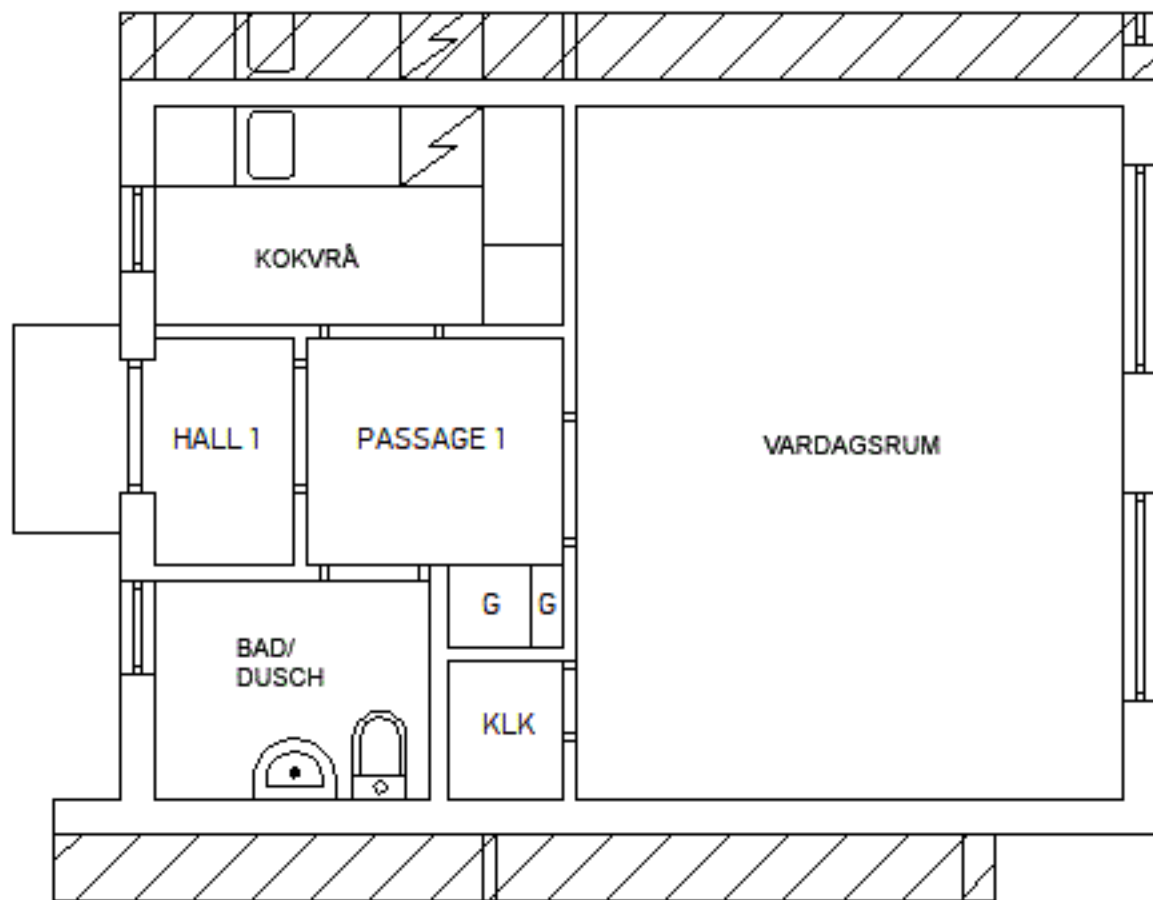 KOKVRÅ
HALL 1
PASSAGE 1
VARDAGSRUM
G
G
BAD/
DUSCH
KLK